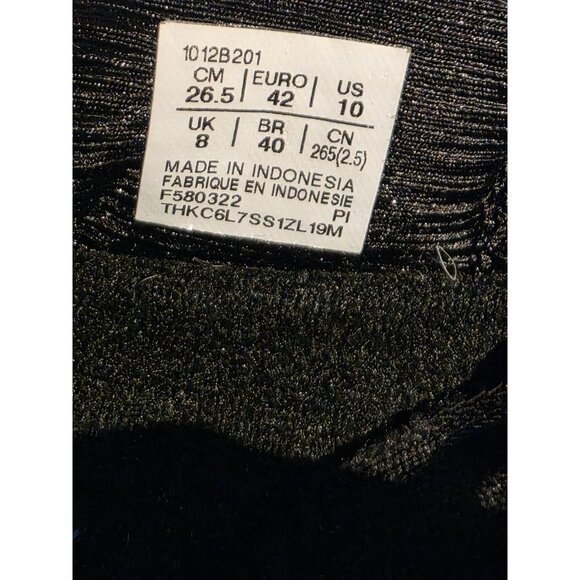 1012B201
CM | EURO | US
26.5 | 42 | 10
UK | BR | CN
8 | 40 | 265(2.5)
MADE IN INDONESIA
FABRIQUE EN INDONESIE
F580322 PI
THKC6L7SS1ZL19M